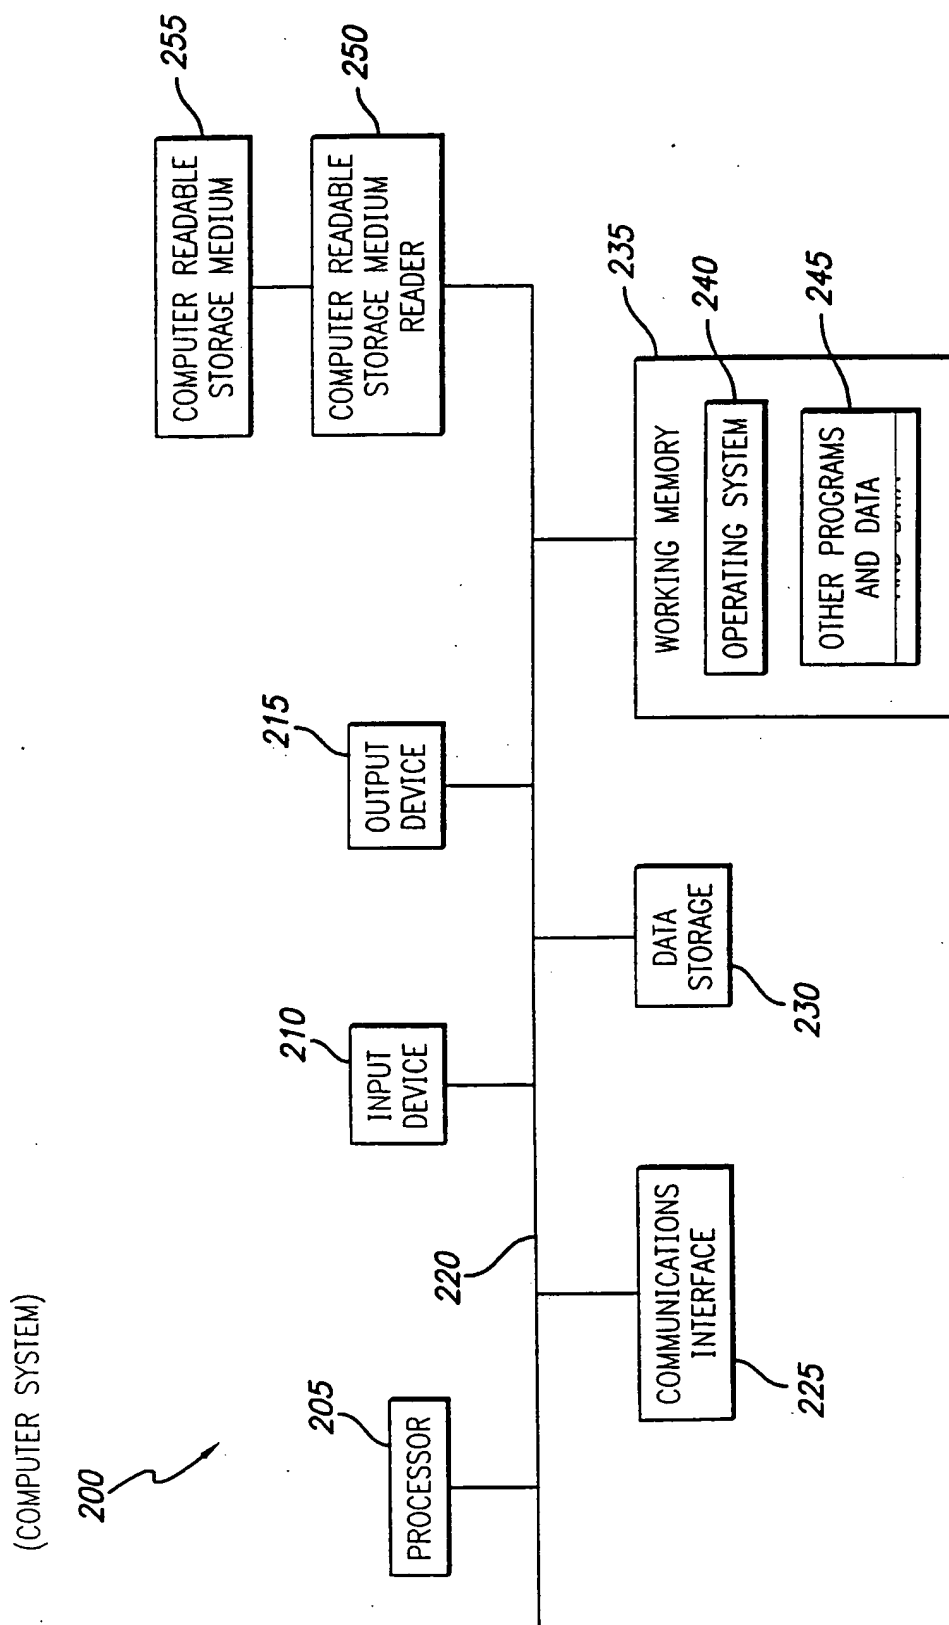 (COMPUTER SYSTEM)
200
205
PROCESSOR
210
INPUT
DEVICE
215
OUTPUT
DEVICE
255
COMPUTER READABLE
STORAGE MEDIUM
250
COMPUTER READABLE
STORAGE MEDIUM
READER
220
COMMUNICATIONS
INTERFACE
225
DATA
STORAGE
230
235
WORKING MEMORY
240
OPERATING SYSTEM
245
OTHER PROGRAMS
AND DATA